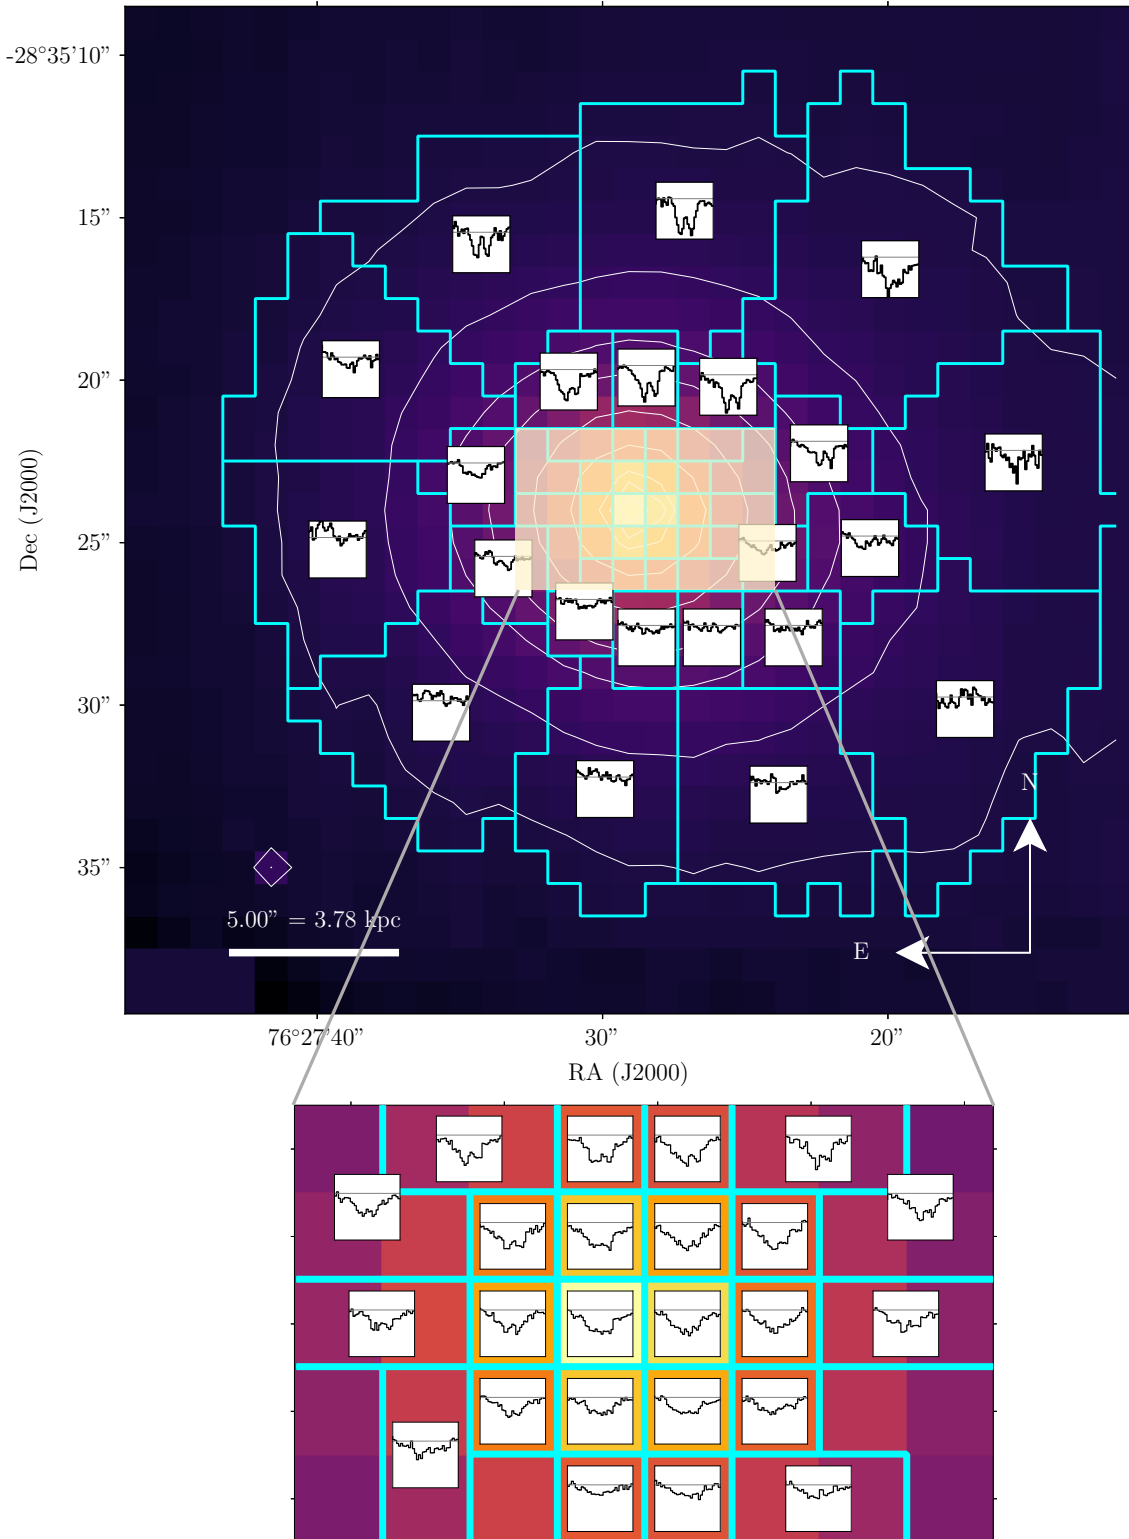 -28°35'10"
15"
20"
25"
30"
35"
Dec (J2000)
N
E
5.00" = 3.78 kpc
76°27'40"
30"
20"
RA (J2000)